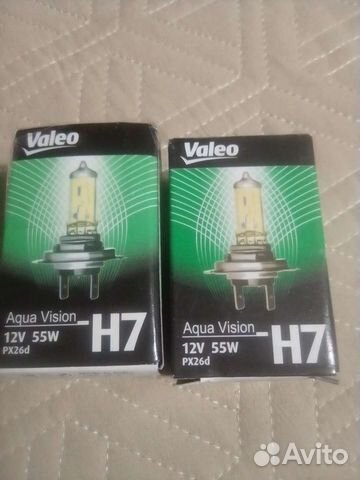 Valeo
Aqua Vision
12V 55W
PX26d
H7
Valeo
Aqua Vision
12V 55W
PX26d
H7
Avito